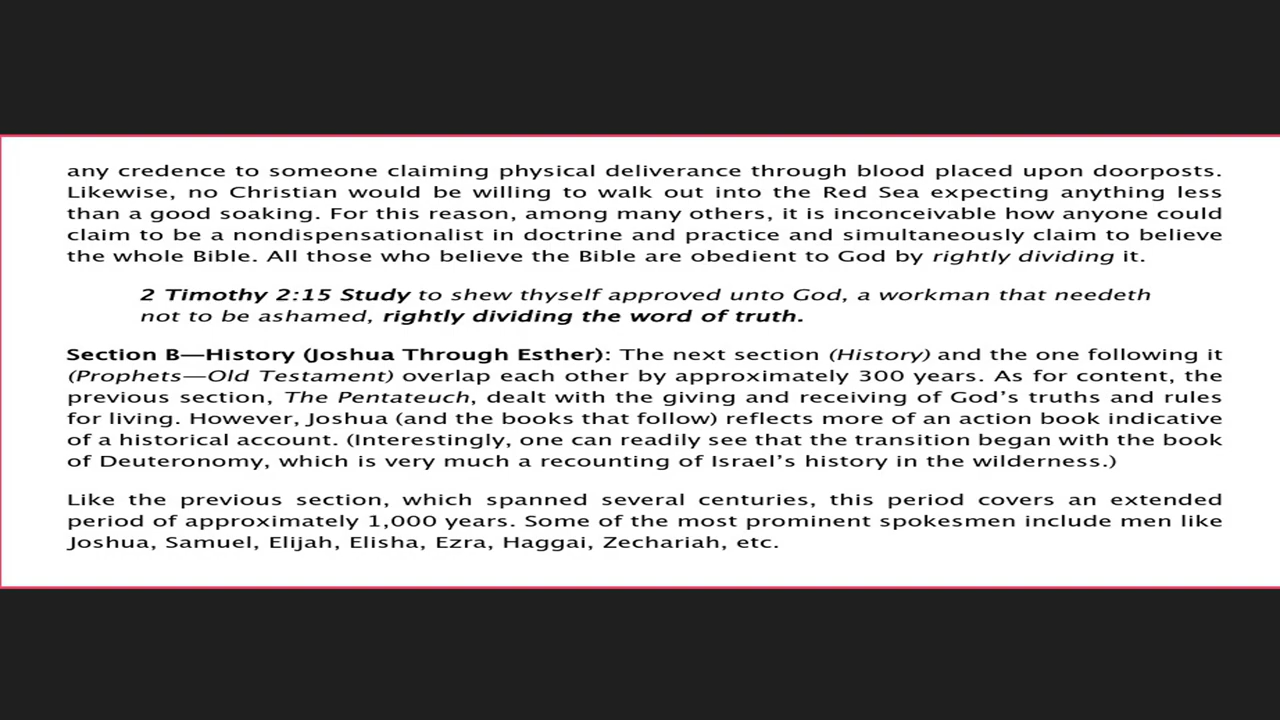 any credence to someone claiming physical deliverance through blood placed upon doorposts.
Likewise, no Christian would be willing to walk out into the Red Sea expecting anything less
than a good soaking. For this reason, among many others, it is inconceivable how anyone could
claim to be a nondispensationalist in doctrine and practice and simultaneously claim to believe
the whole Bible. All those who believe the Bible are obedient to God by rightly dividing it.
2 Timothy 2:15 Study to shew thyself approved unto God, a workman that needeth
not to be ashamed, rightly dividing the word of truth.
Section B—History (Joshua Through Esther): The next section (History) and the one following it
(Prophets—Old Testament) overlap each other by approximately 300 years. As for content, the
previous section, The Pentateuch, dealt with the giving and receiving of God's truths and rules
for living. However, Joshua (and the books that follow) reflects more of an action book indicative
of a historical account. (Interestingly, one can readily see that the transition began with the book
of Deuteronomy, which is very much a recounting of Israel's history in the wilderness.)
Like the previous section, which spanned several centuries, this period covers an extended
period of approximately 1,000 years. Some of the most prominent spokesmen include men like
Joshua, Samuel, Elijah, Elisha, Ezra, Haggai, Zechariah, etc.